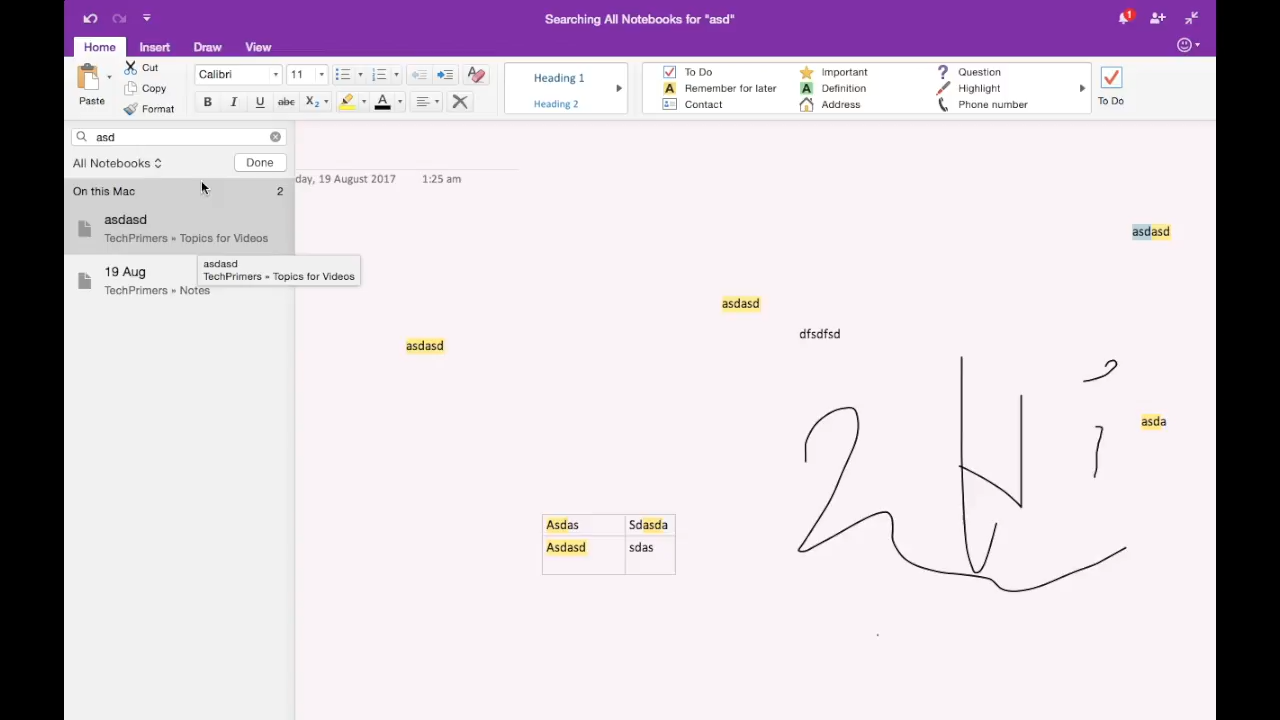 Searching All Notebooks for "asd"
1
Home Insert Draw View
Paste
Cut
Copy
Format
Calibri 11
B I U abc X2 A
Heading 1
Heading 2
To Do
Remember for later
Contact
Important
Definition
Address
Question
Highlight
Phone number
To Do
asd
All Notebooks Done
On this Mac 2
asdasd
TechPrimers » Topics for Videos
19 Aug
TechPrimers » Notes
asdasd
TechPrimers » Topics for Videos
day, 19 August 2017 1:25 am
asdasd
asdasd
dfsdfsd
asdasd
asda
Asdas Sdasda
Asdasd sdas